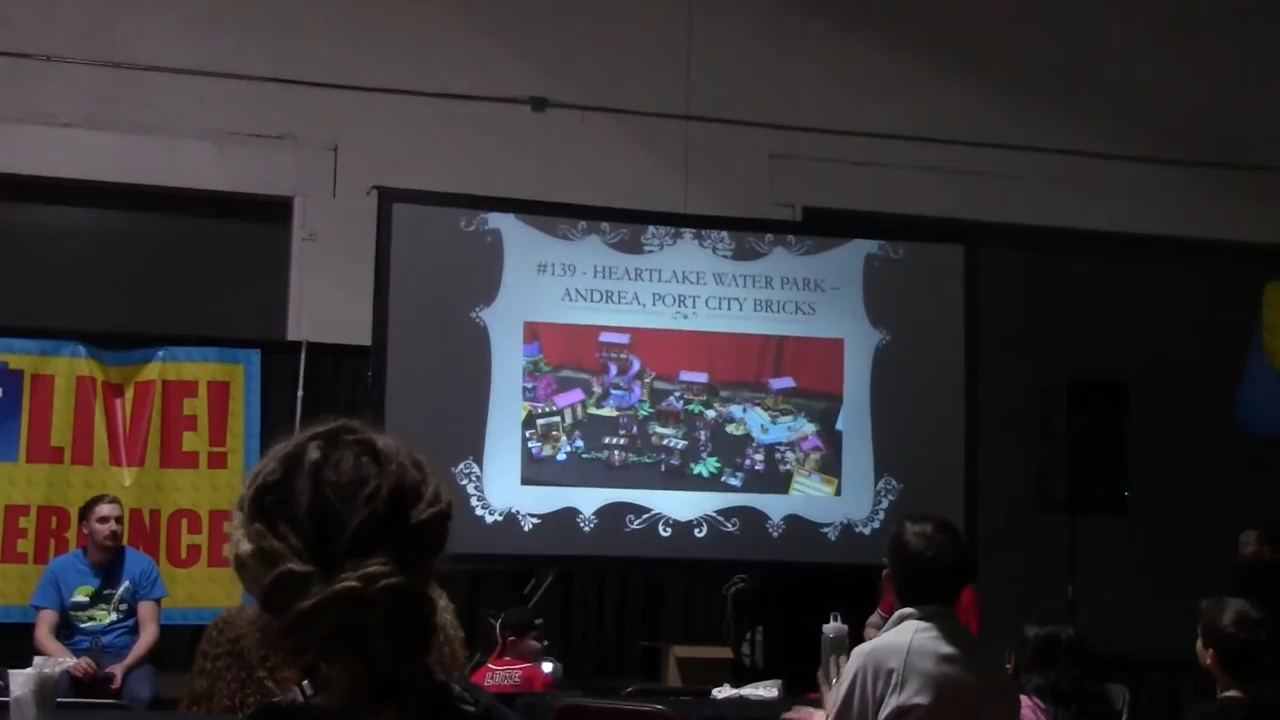 #139 - HEARTLAKE WATER PARK –
ANDREA, PORT CITY BRICKS
LIVE!
ERENCE
LUKE